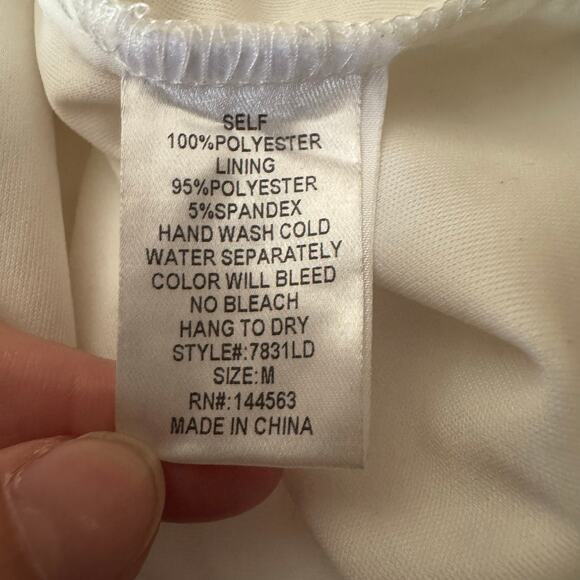 SELF
100%POLYESTER
LINING
95%POLYESTER
5%SPANDEX
HAND WASH COLD
WATER SEPARATELY
COLOR WILL BLEED
NO BLEACH
HANG TO DRY
STYLE#:7831LD
SIZE:M
RN#:144563
MADE IN CHINA